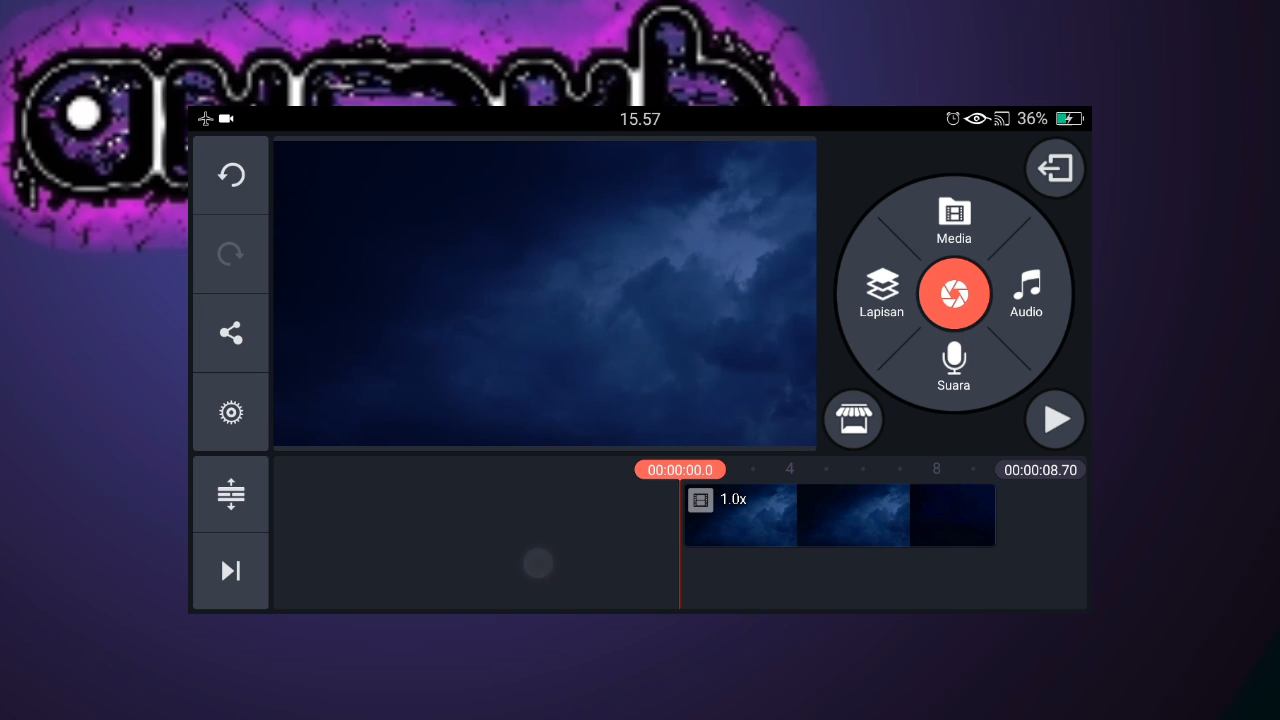 15.57
36%
Media
Lapisan
Audio
Suara
00:00:00.0
4
8
00:00:08.70
1.0x